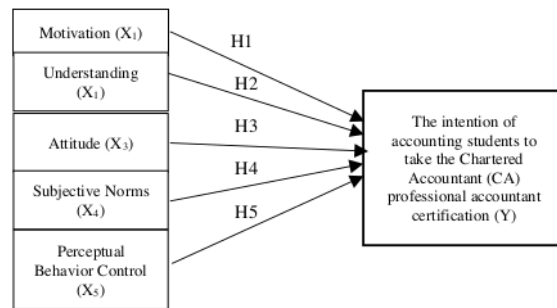 Motivation (X₁)
H1
Understanding
(X₁)
H2
Attitude (X₃)
H3
Subjective Norms
(X₄)
H4
Perceptual
Behavior Control
(X₅)
H5
The intention of
accounting students to
take the Chartered
Accountant (CA)
professional accountant
certification (Y)